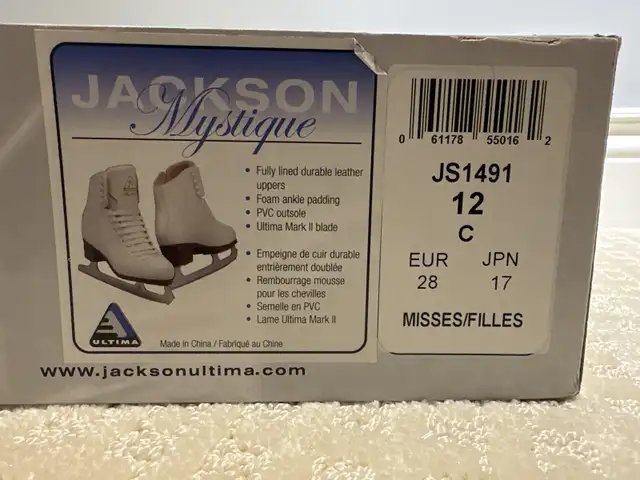 JACKSON
Mystique
• Fully lined durable leather
uppers
• Foam ankle padding
• PVC outsole
• Ultima Mark II blade
• Empeigne de cuir durable
entrièrement doublée
• Rembourrage mousse
pour les chevilles
• Semelle en PVC
• Lame Ultima Mark II
ULTIMA
Made in China / Fabriqué au Chine
www.jacksonultima.com
0 61178 55016 2
JS1491
12
C
EUR JPN
28 17
MISSES/FILLES